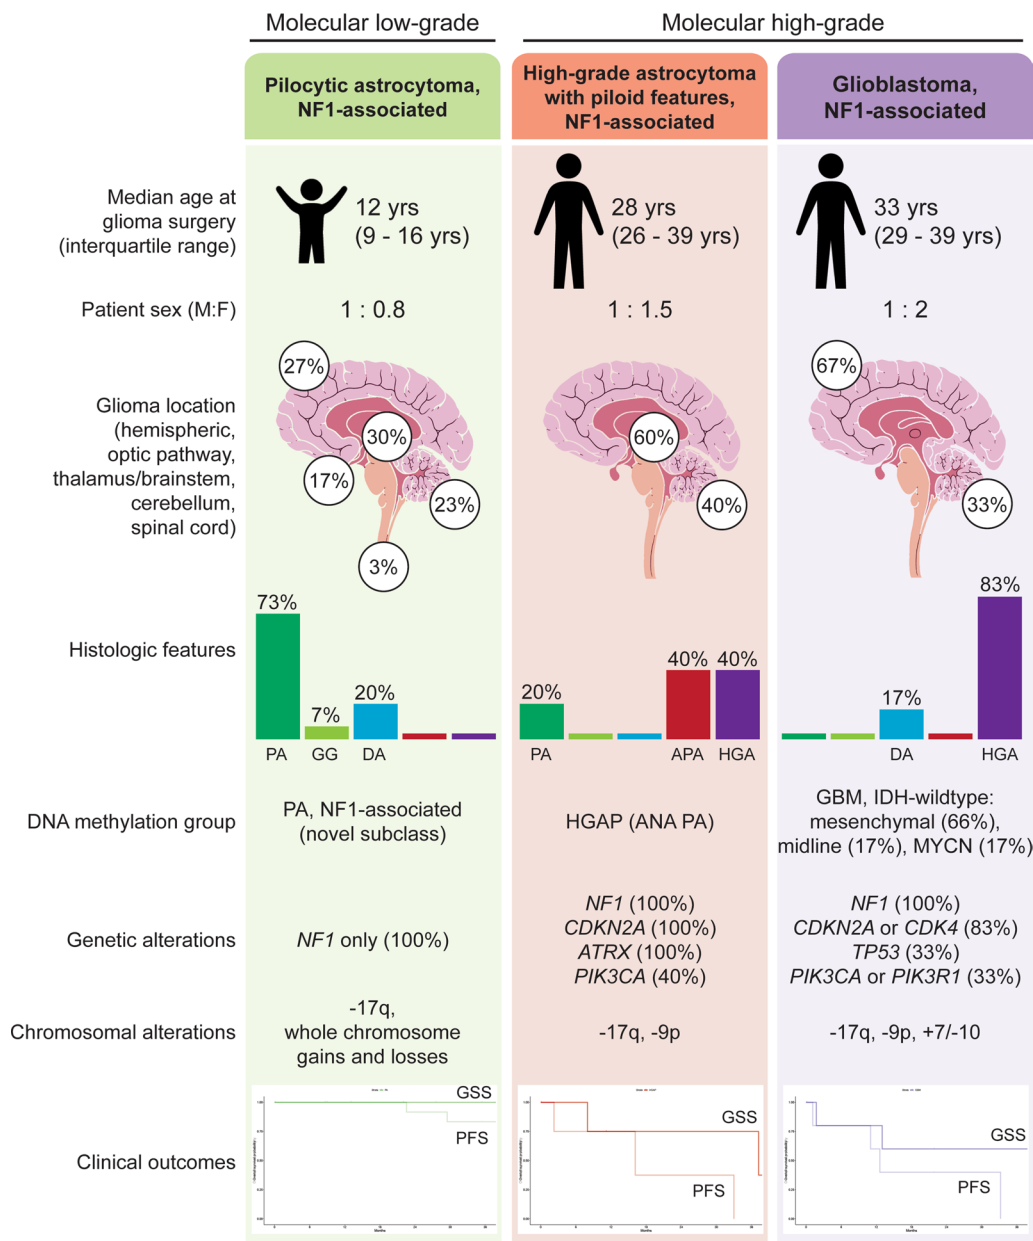 Molecular low-grade
Molecular high-grade
Pilocytic astrocytoma,
NF1-associated
High-grade astrocytoma
with piloid features,
NF1-associated
Glioblastoma,
NF1-associated
Median age at
glioma surgery
(interquartile range)
12 yrs
(9 - 16 yrs)
28 yrs
(26 - 39 yrs)
33 yrs
(29 - 39 yrs)
Patient sex (M:F)
1 : 0.8
1 : 1.5
1 : 2
Glioma location
(hemispheric,
optic pathway,
thalamus/brainstem,
cerebellum,
spinal cord)
27%
30%
17%
23%
3%
60%
40%
67%
33%
Histologic features
73%
7%
20%
PA
GG
DA
20%
40%
40%
PA
APA
HGA
17%
83%
DA
HGA
DNA methylation group
PA, NF1-associated
(novel subclass)
HGAP (ANA PA)
GBM, IDH-wildtype:
mesenchymal (66%),
midline (17%), MYCN (17%)
Genetic alterations
NF1 only (100%)
NF1 (100%)
CDKN2A (100%)
ATRX (100%)
PIK3CA (40%)
NF1 (100%)
CDKN2A or CDK4 (83%)
TP53 (33%)
PIK3CA or PIK3R1 (33%)
Chromosomal alterations
-17q,
whole chromosome
gains and losses
-17q, -9p
-17q, -9p, +7/-10
Clinical outcomes
GSS
PFS
Months
GSS
PFS
Months
GSS
PFS
Months